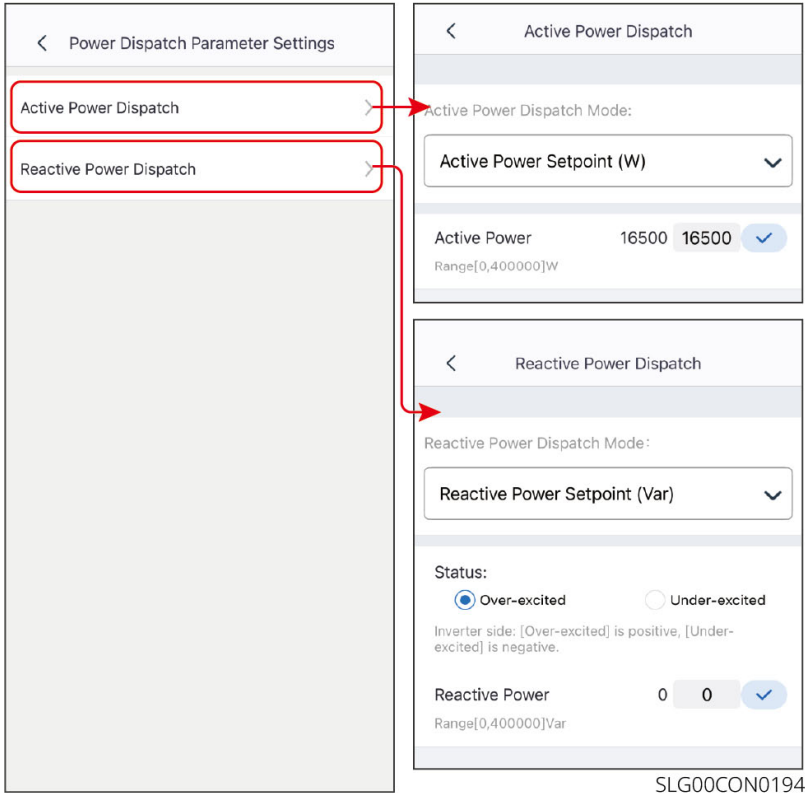 Power Dispatch Parameter Settings
Active Power Dispatch
Reactive Power Dispatch
Active Power Dispatch
Active Power Dispatch Mode:
Active Power Setpoint (W)
Active Power 16500 16500
Range[0,400000]W
Reactive Power Dispatch
Reactive Power Dispatch Mode:
Reactive Power Setpoint (Var)
Status:
Over-excited Under-excited
Inverter side: [Over-excited] is positive, [Under-
excited] is negative.
Reactive Power 0 0
Range[0,400000]Var
SLG00CON0194